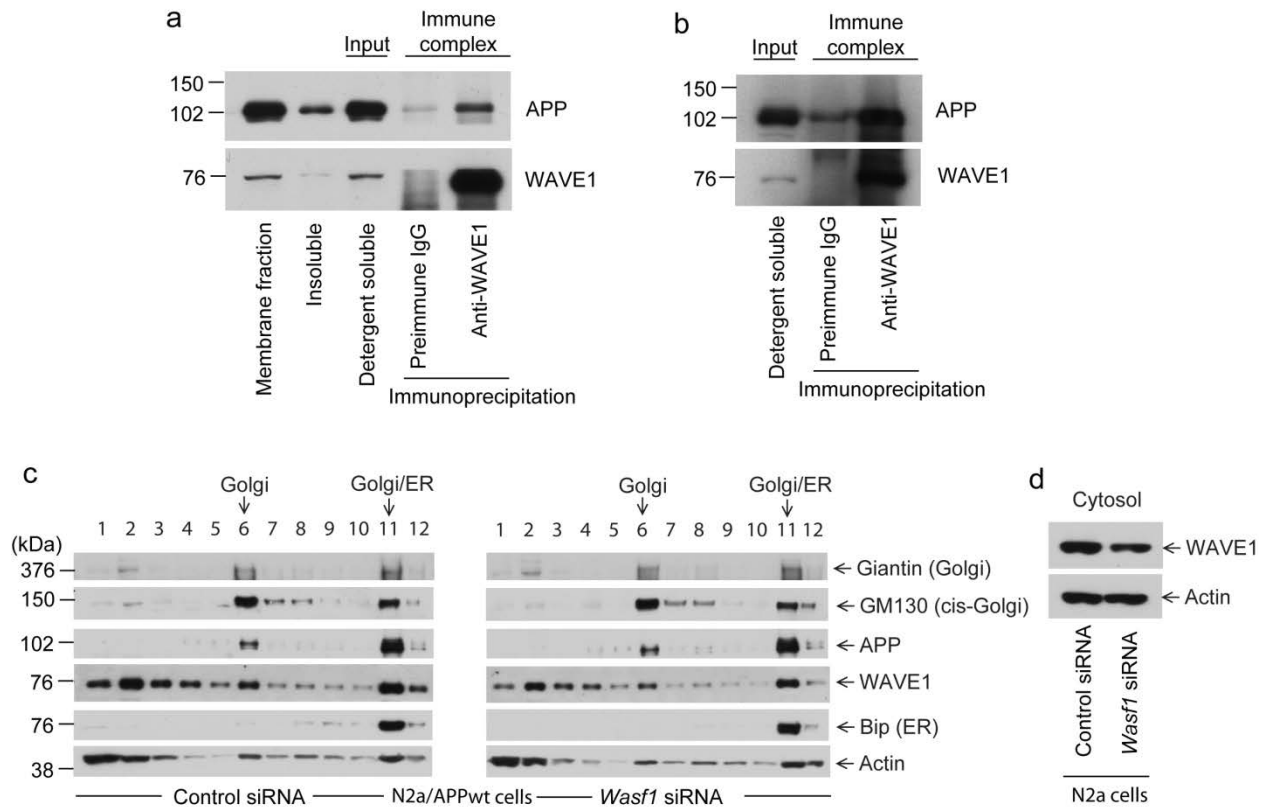 a
Input
Immune complex
150
102
APP
76
WAVE1
Membrane fraction
Insoluble
Detergent soluble
Preimmune IgG
Anti-WAVE1
Immunoprecipitation
b
Input
Immune complex
150
102
APP
76
WAVE1
Detergent soluble
Preimmune IgG
Anti-WAVE1
Immunoprecipitation
c
Golgi
Golgi/ER
Golgi
Golgi/ER
1 2 3 4 5 6 7 8 9 10 11 12
1 2 3 4 5 6 7 8 9 10 11 12
(kDa)
376
Giantin (Golgi)
150
GM130 (cis-Golgi)
102
APP
76
WAVE1
76
Bip (ER)
38
Actin
Control siRNA
N2a/APPwt cells
Wasf1 siRNA
d
Cytosol
WAVE1
Actin
Control siRNA
Wasf1 siRNA
N2a cells